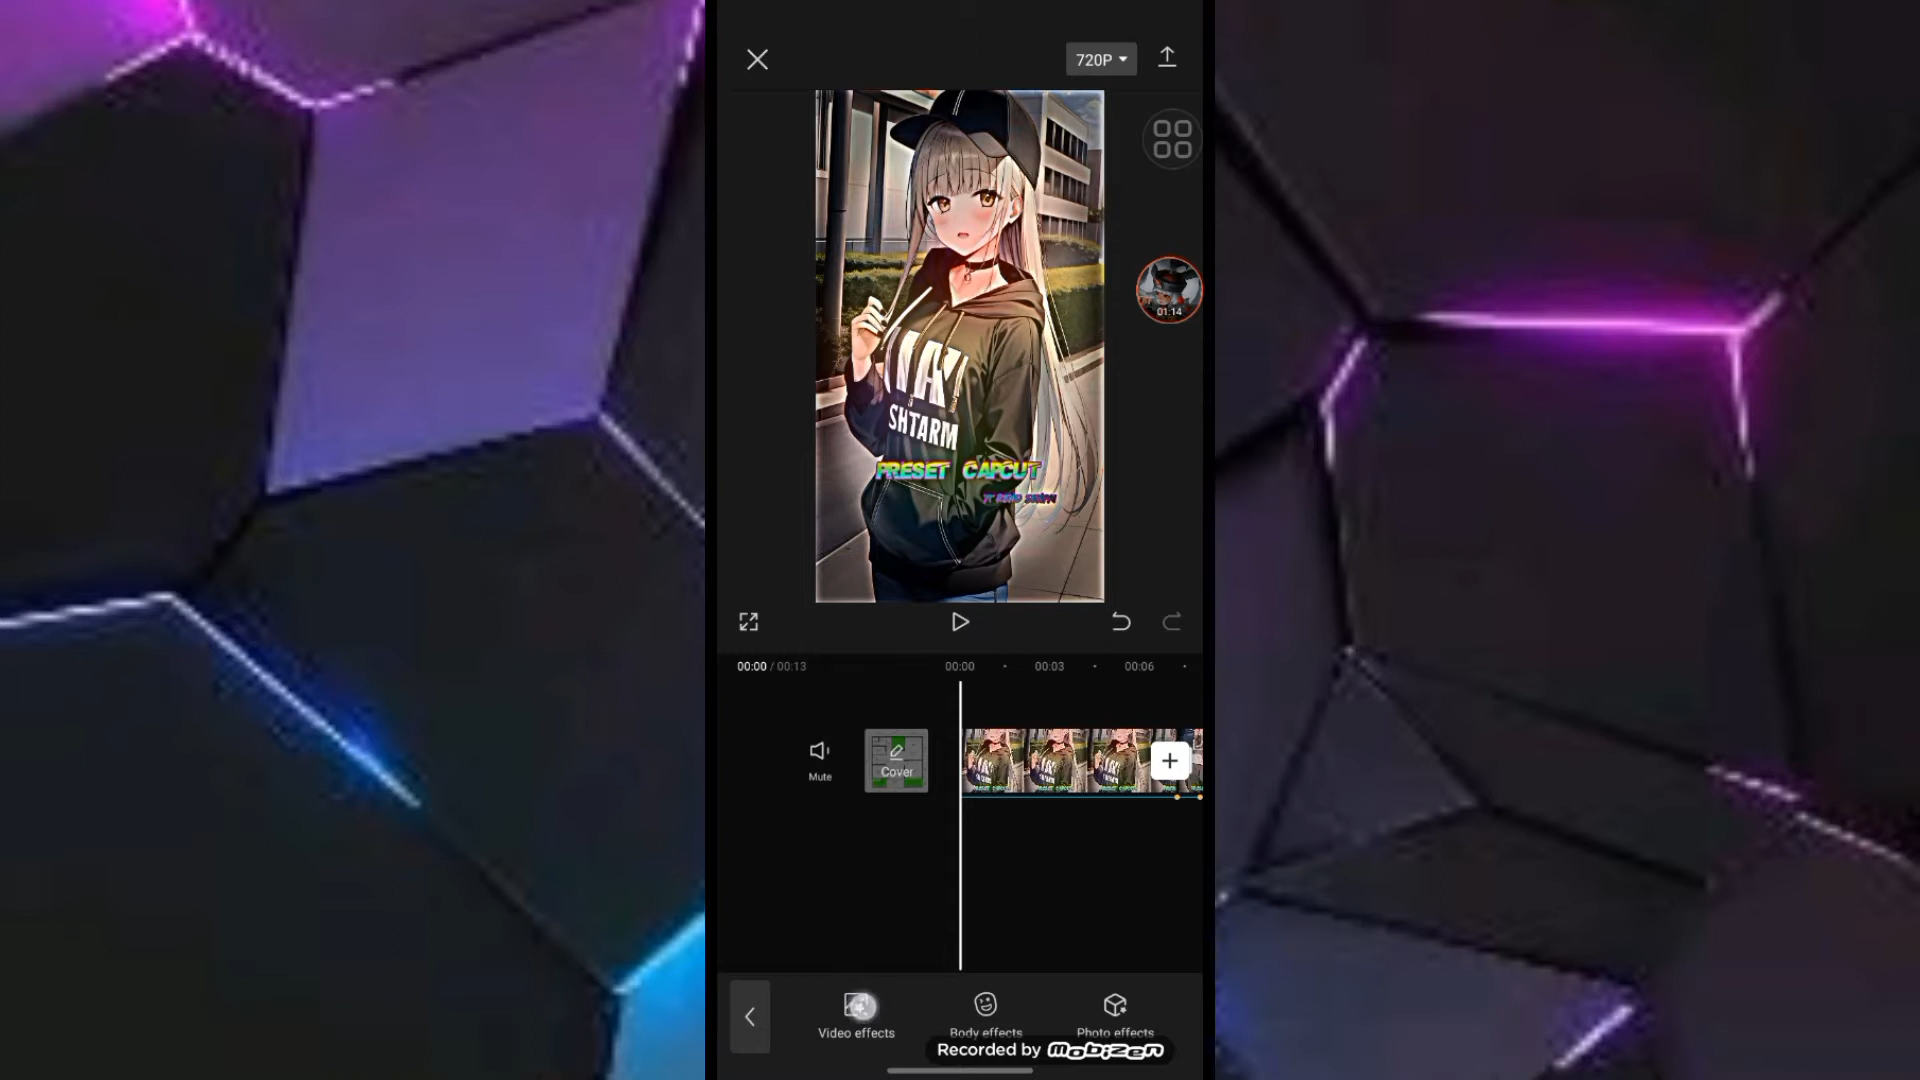 720P
01:14
SHTARM
PRESET CAPCUT
00:00 / 00:13
00:00
00:03
00:06
Mute
Cover
Video effects
Body effects
Photo effects
Recorded by mobizen